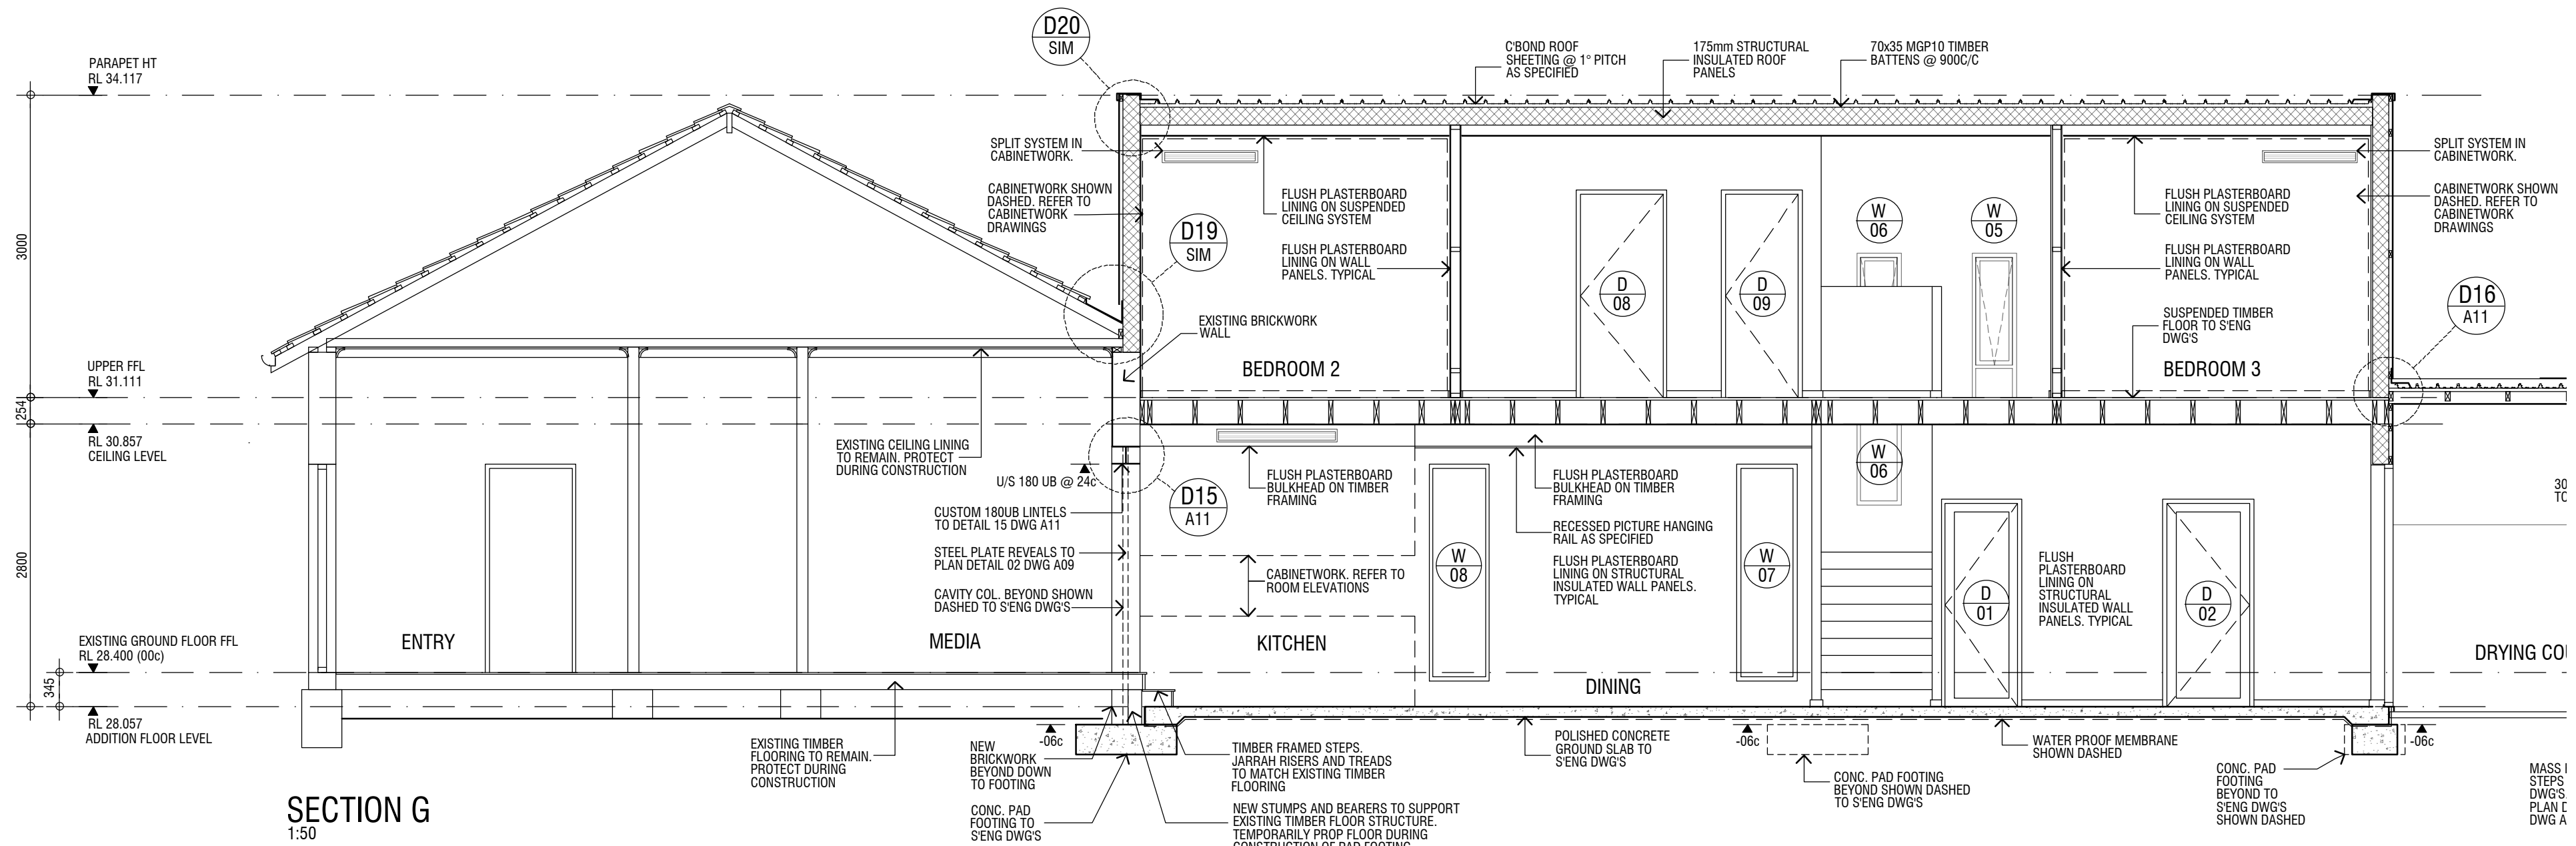 D20
SIM
C'BOND ROOF
SHEETING @ 1° PITCH
AS SPECIFIED
175mm STRUCTURAL
INSULATED ROOF
PANELS
70x35 MGP10 TIMBER
BATTENS @ 900C/C
PARAPET HT
RL 34.117
SPLIT SYSTEM IN
CABINETWORK.
CABINETWORK SHOWN
DASHED. REFER TO
CABINETWORK
DRAWINGS
D19
SIM
FLUSH PLASTERBOARD
LINING ON SUSPENDED
CEILING SYSTEM
FLUSH PLASTERBOARD
LINING ON WALL
PANELS. TYPICAL
EXISTING BRICKWORK
WALL
BEDROOM 2
D
08
D
09
W
06
W
05
FLUSH PLASTERBOARD
LINING ON SUSPENDED
CEILING SYSTEM
FLUSH PLASTERBOARD
LINING ON WALL
PANELS. TYPICAL
SUSPENDED TIMBER
FLOOR TO S'ENG
DWG'S
BEDROOM 3
SPLIT SYSTEM IN
CABINETWORK.
CABINETWORK SHOWN
DASHED. REFER TO
CABINETWORK
DRAWINGS
D16
A11
3000
UPPER FFL
RL 31.111
254
RL 30.857
CEILING LEVEL
2800
EXISTING GROUND FLOOR FFL
RL 28.400 (00c)
345
RL 28.057
ADDITION FLOOR LEVEL
EXISTING CEILING LINING
TO REMAIN. PROTECT
DURING CONSTRUCTION
U/S 180 UB @ 24c
CUSTOM 180UB LINTELS
TO DETAIL 15 DWG A11
STEEL PLATE REVEALS TO
PLAN DETAIL 02 DWG A09
CAVITY COL. BEYOND SHOWN
DASHED TO S'ENG DWG'S
D15
A11
ENTRY
MEDIA
KITCHEN
FLUSH PLASTERBOARD
BULKHEAD ON TIMBER
FRAMING
CABINETWORK. REFER TO
ROOM ELEVATIONS
W
08
FLUSH PLASTERBOARD
BULKHEAD ON TIMBER
FRAMING
RECESSED PICTURE HANGING
RAIL AS SPECIFIED
FLUSH PLASTERBOARD
LINING ON STRUCTURAL
INSULATED WALL PANELS.
TYPICAL
DINING
W
07
W
06
D
01
FLUSH
PLASTERBOARD
LINING ON
STRUCTURAL
INSULATED WALL
PANELS. TYPICAL
D
02
30
TO
DRYING COU
EXISTING TIMBER
FLOORING TO REMAIN.
PROTECT DURING
CONSTRUCTION
NEW
BRICKWORK
BEYOND DOWN
TO FOOTING
-06c
CONC. PAD
FOOTING TO
S'ENG DWG'S
TIMBER FRAMED STEPS.
JARRAH RISERS AND TREADS
TO MATCH EXISTING TIMBER
FLOORING
NEW STUMPS AND BEARERS TO SUPPORT
EXISTING TIMBER FLOOR STRUCTURE.
TEMPORARILY PROP FLOOR DURING
CONSTRUCTION OF PAD FOOTING
POLISHED CONCRETE
GROUND SLAB TO
S'ENG DWG'S
-06c
CONC. PAD FOOTING
BEYOND SHOWN DASHED
TO S'ENG DWG'S
WATER PROOF MEMBRANE
SHOWN DASHED
CONC. PAD
FOOTING
BEYOND TO
S'ENG DWG'S
SHOWN DASHED
-06c
MASS
STEPS
DWG'S
PLAN
DWG A
SECTION G
1:50